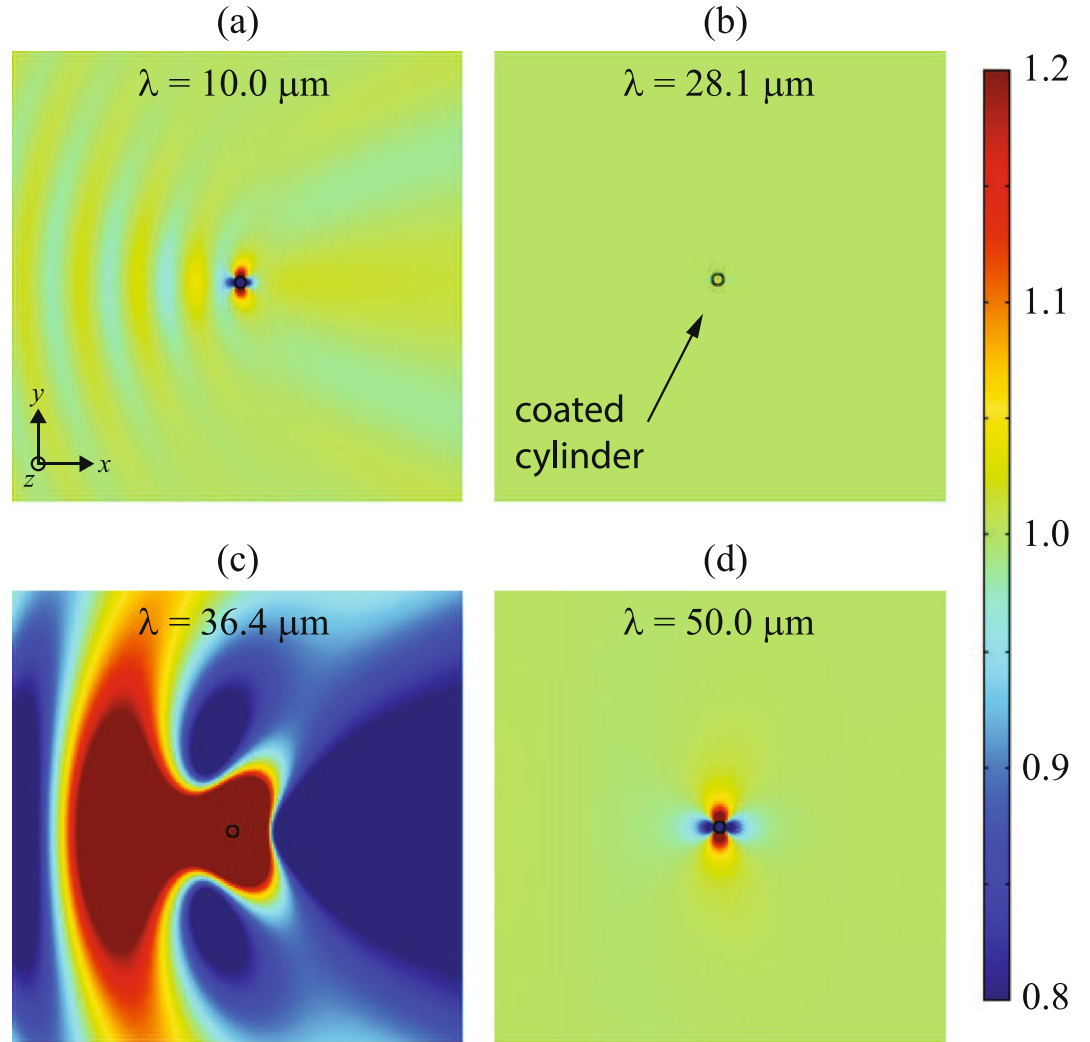 (a)
(b)
λ = 10.0 μm
λ = 28.1 μm
coated
cylinder
y
x
z
(c)
(d)
λ = 36.4 μm
λ = 50.0 μm
1.2
1.1
1.0
0.9
0.8